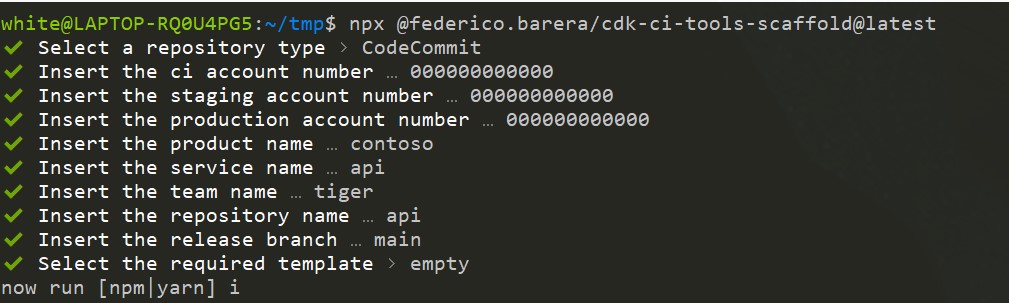 white@LAPTOP-RQ0U4PG5:~/tmp$ npx @federico.barera/cdk-ci-tools-scaffold@latest
✔ Select a repository type › CodeCommit
✔ Insert the ci account number … 000000000000
✔ Insert the staging account number … 000000000000
✔ Insert the production account number … 000000000000
✔ Insert the product name … contoso
✔ Insert the service name … api
✔ Insert the team name … tiger
✔ Insert the repository name … api
✔ Insert the release branch … main
✔ Select the required template › empty
now run [npm|yarn] i